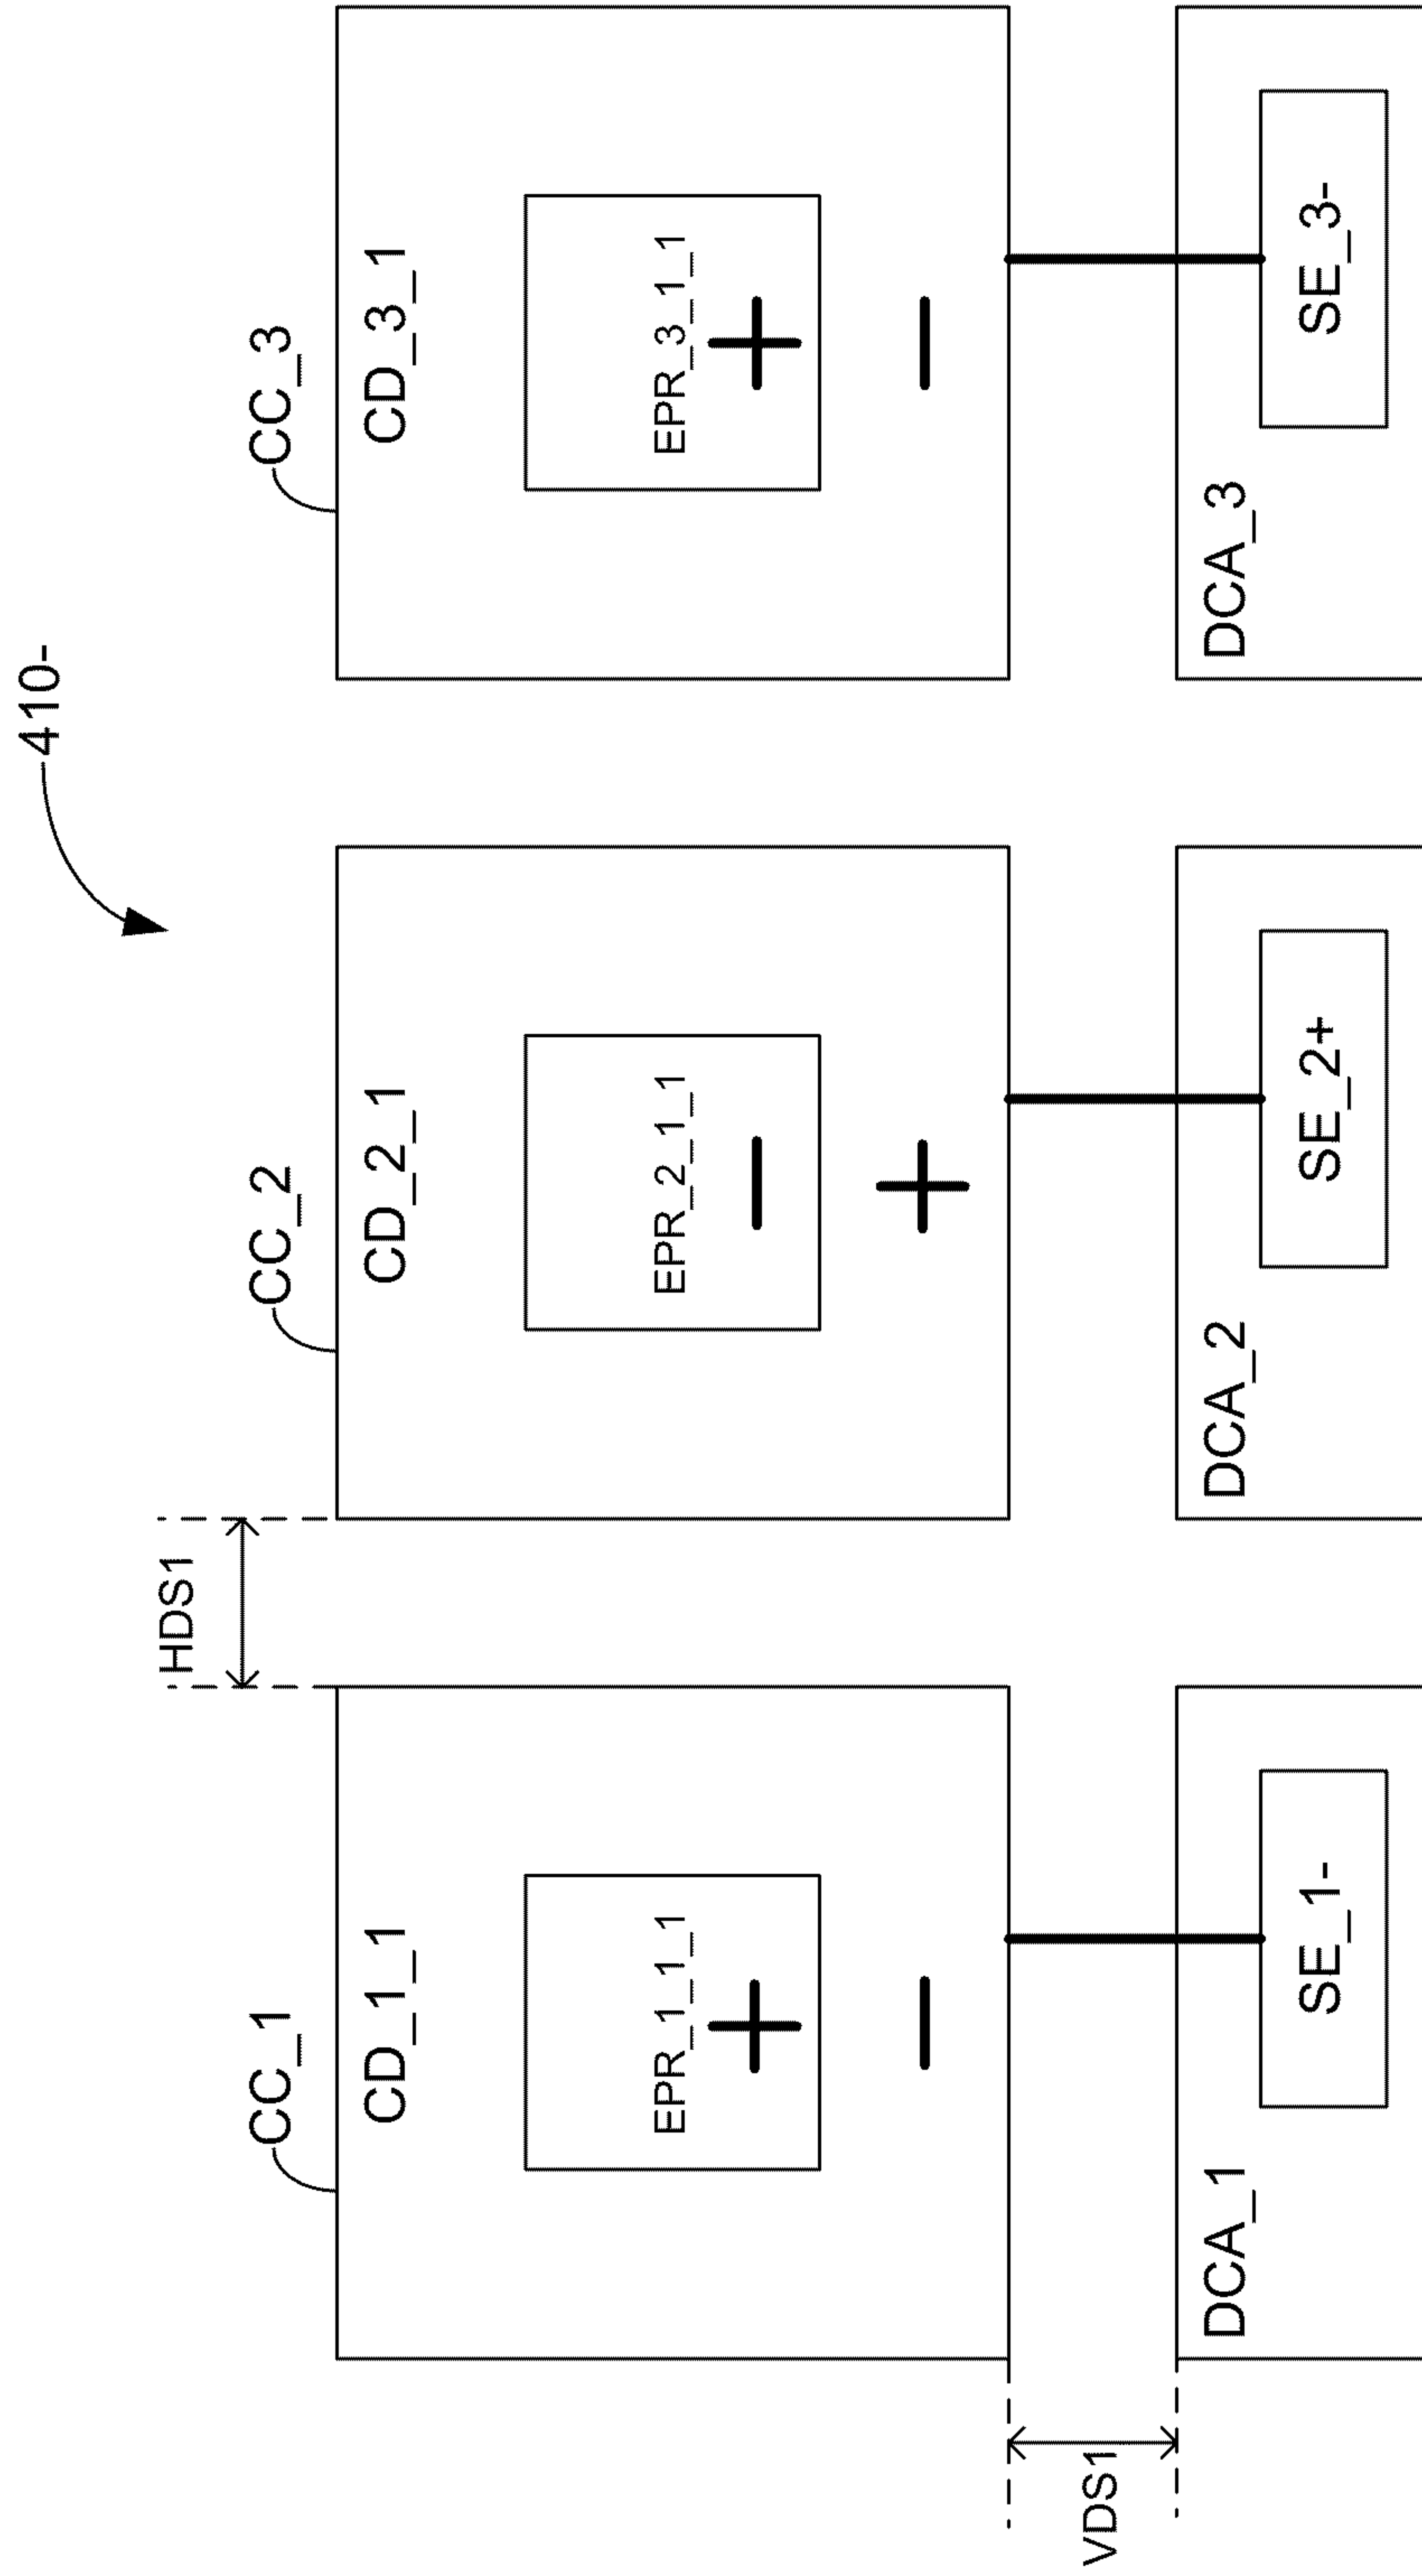 410-
HDS1
CC_1
CC_2
CC_3
CD_1_1
CD_2_1
CD_3_1
EPR_1_1_1
EPR_2_1_1
EPR_3_1_1
+
−
+
−
+
−
VDS1
DCA_1
DCA_2
DCA_3
SE_1-
SE_2+
SE_3-